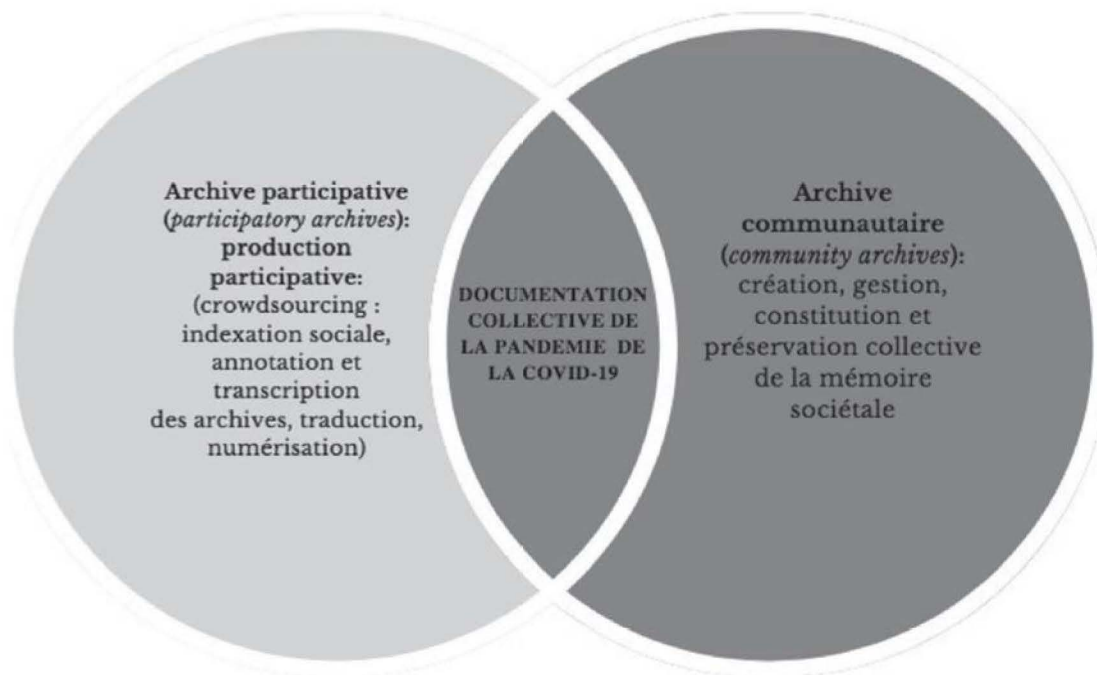 Archive participative
(participatory archives):
production
participative:
(crowdsourcing :
indexation sociale,
annotation et
transcription
des archives, traduction,
numérisation)
DOCUMENTATION
COLLECTIVE DE
LA PANDEMIE DE
LA COVID-19
Archive
communautaire
(community archives):
création, gestion,
constitution et
préservation collective
de la mémoire
sociétale